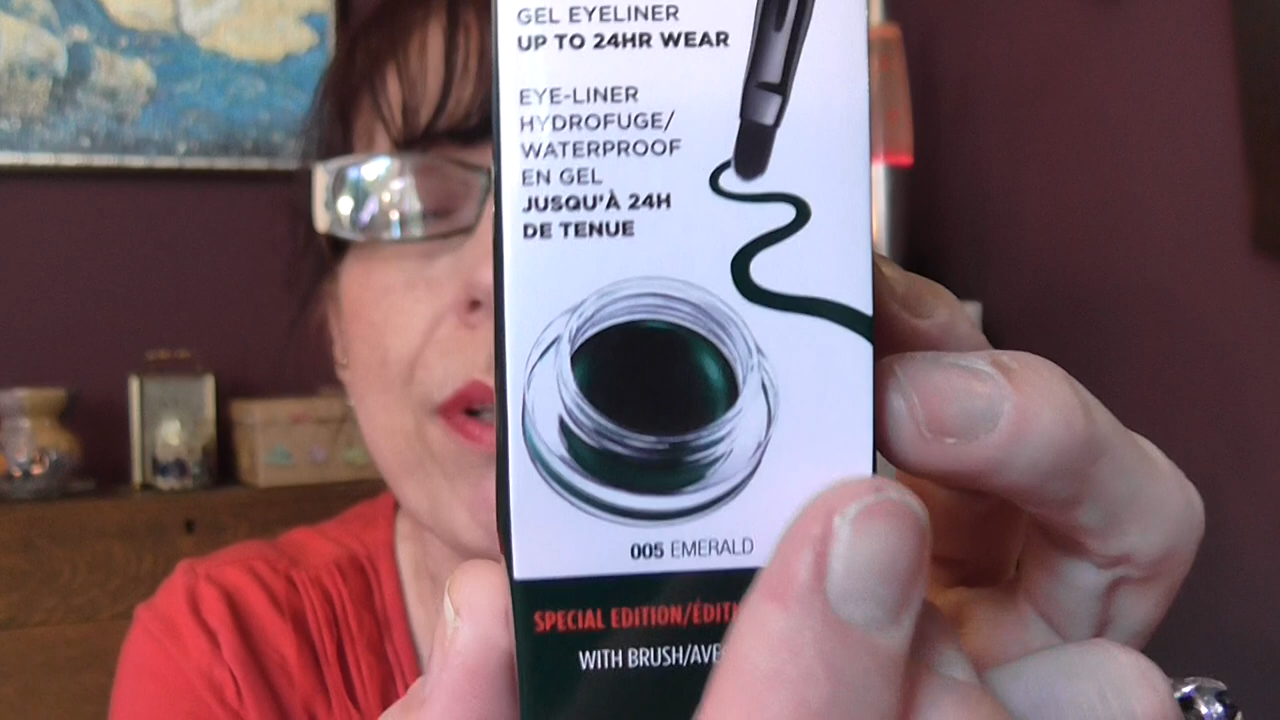 GEL EYELINER
UP TO 24HR WEAR
EYE-LINER
HYDROFUGE/
WATERPROOF
EN GEL
JUSQU'À 24H
DE TENUE
005 EMERALD
SPECIAL EDITION/ÉDITI
WITH BRUSH/AVE